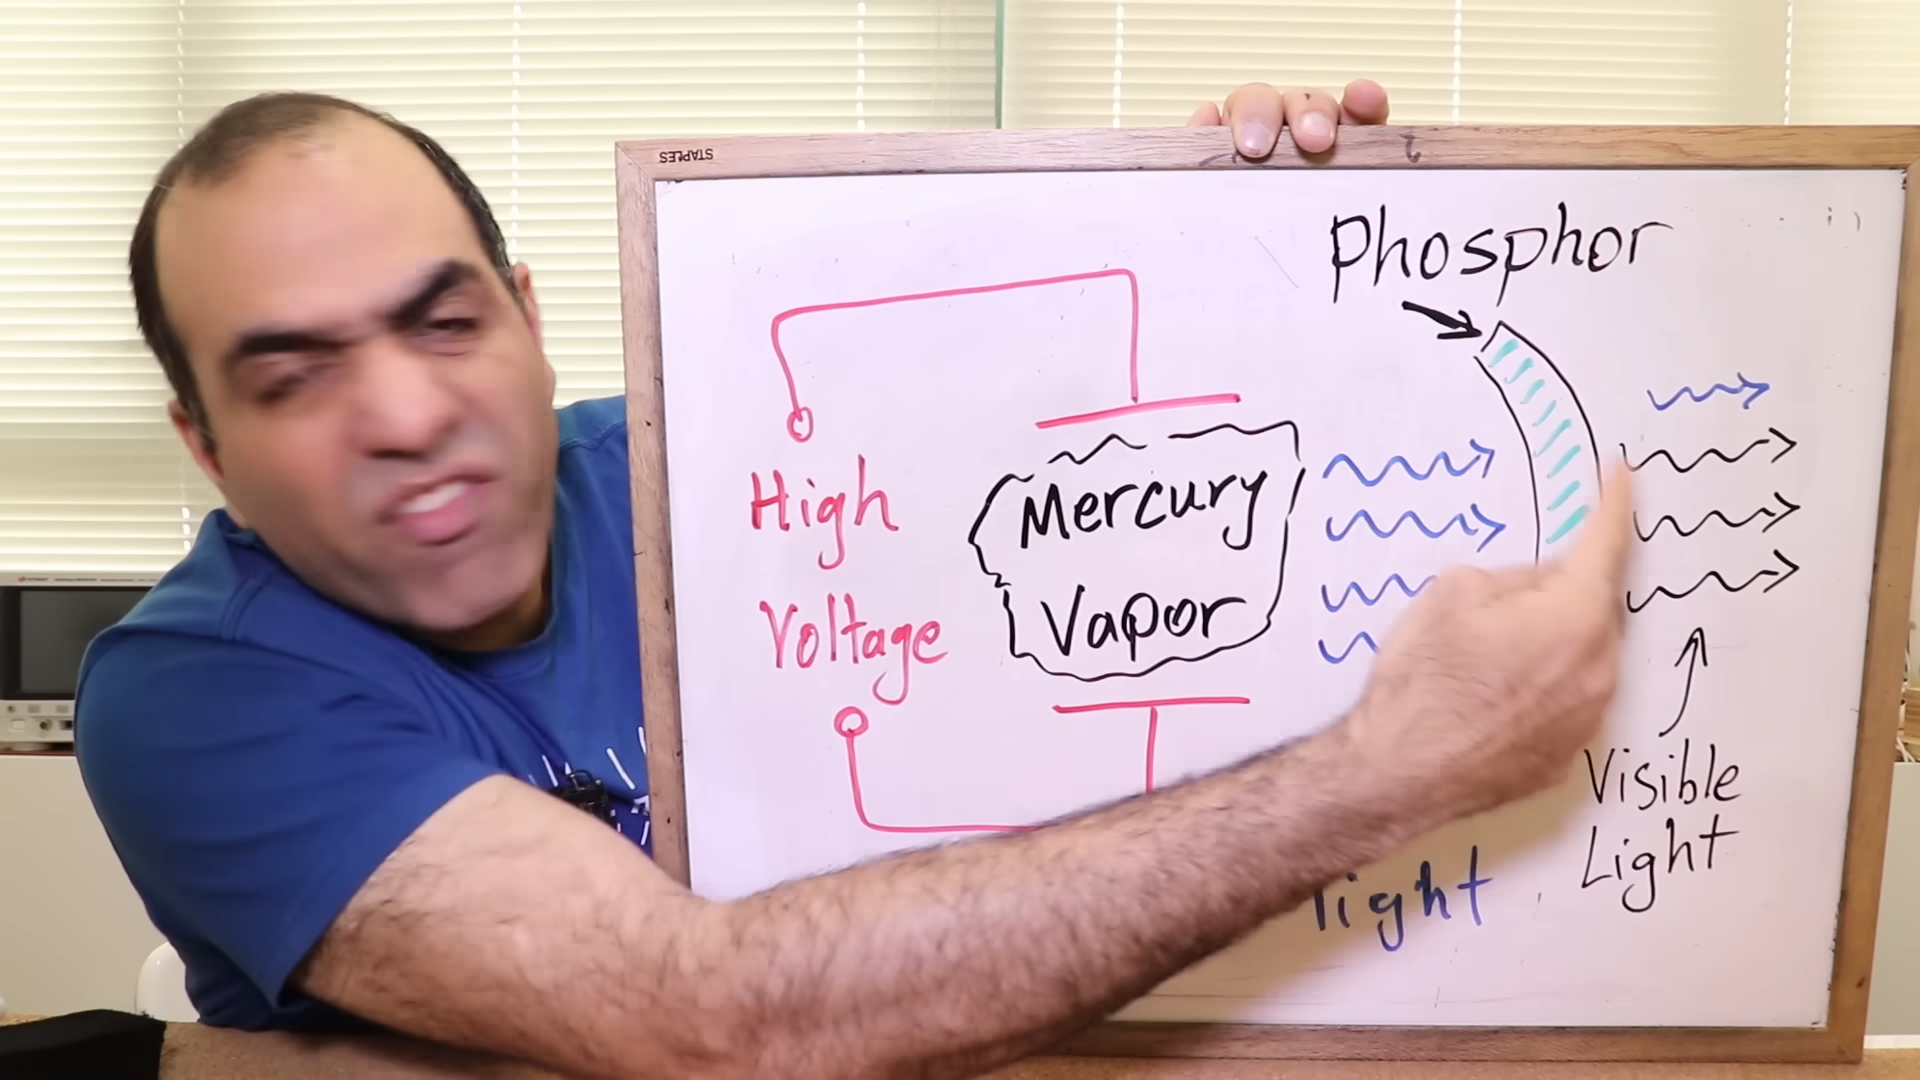 STAPLES
Phosphor
High
Voltage
Mercury
Vapor
light
Visible
Light